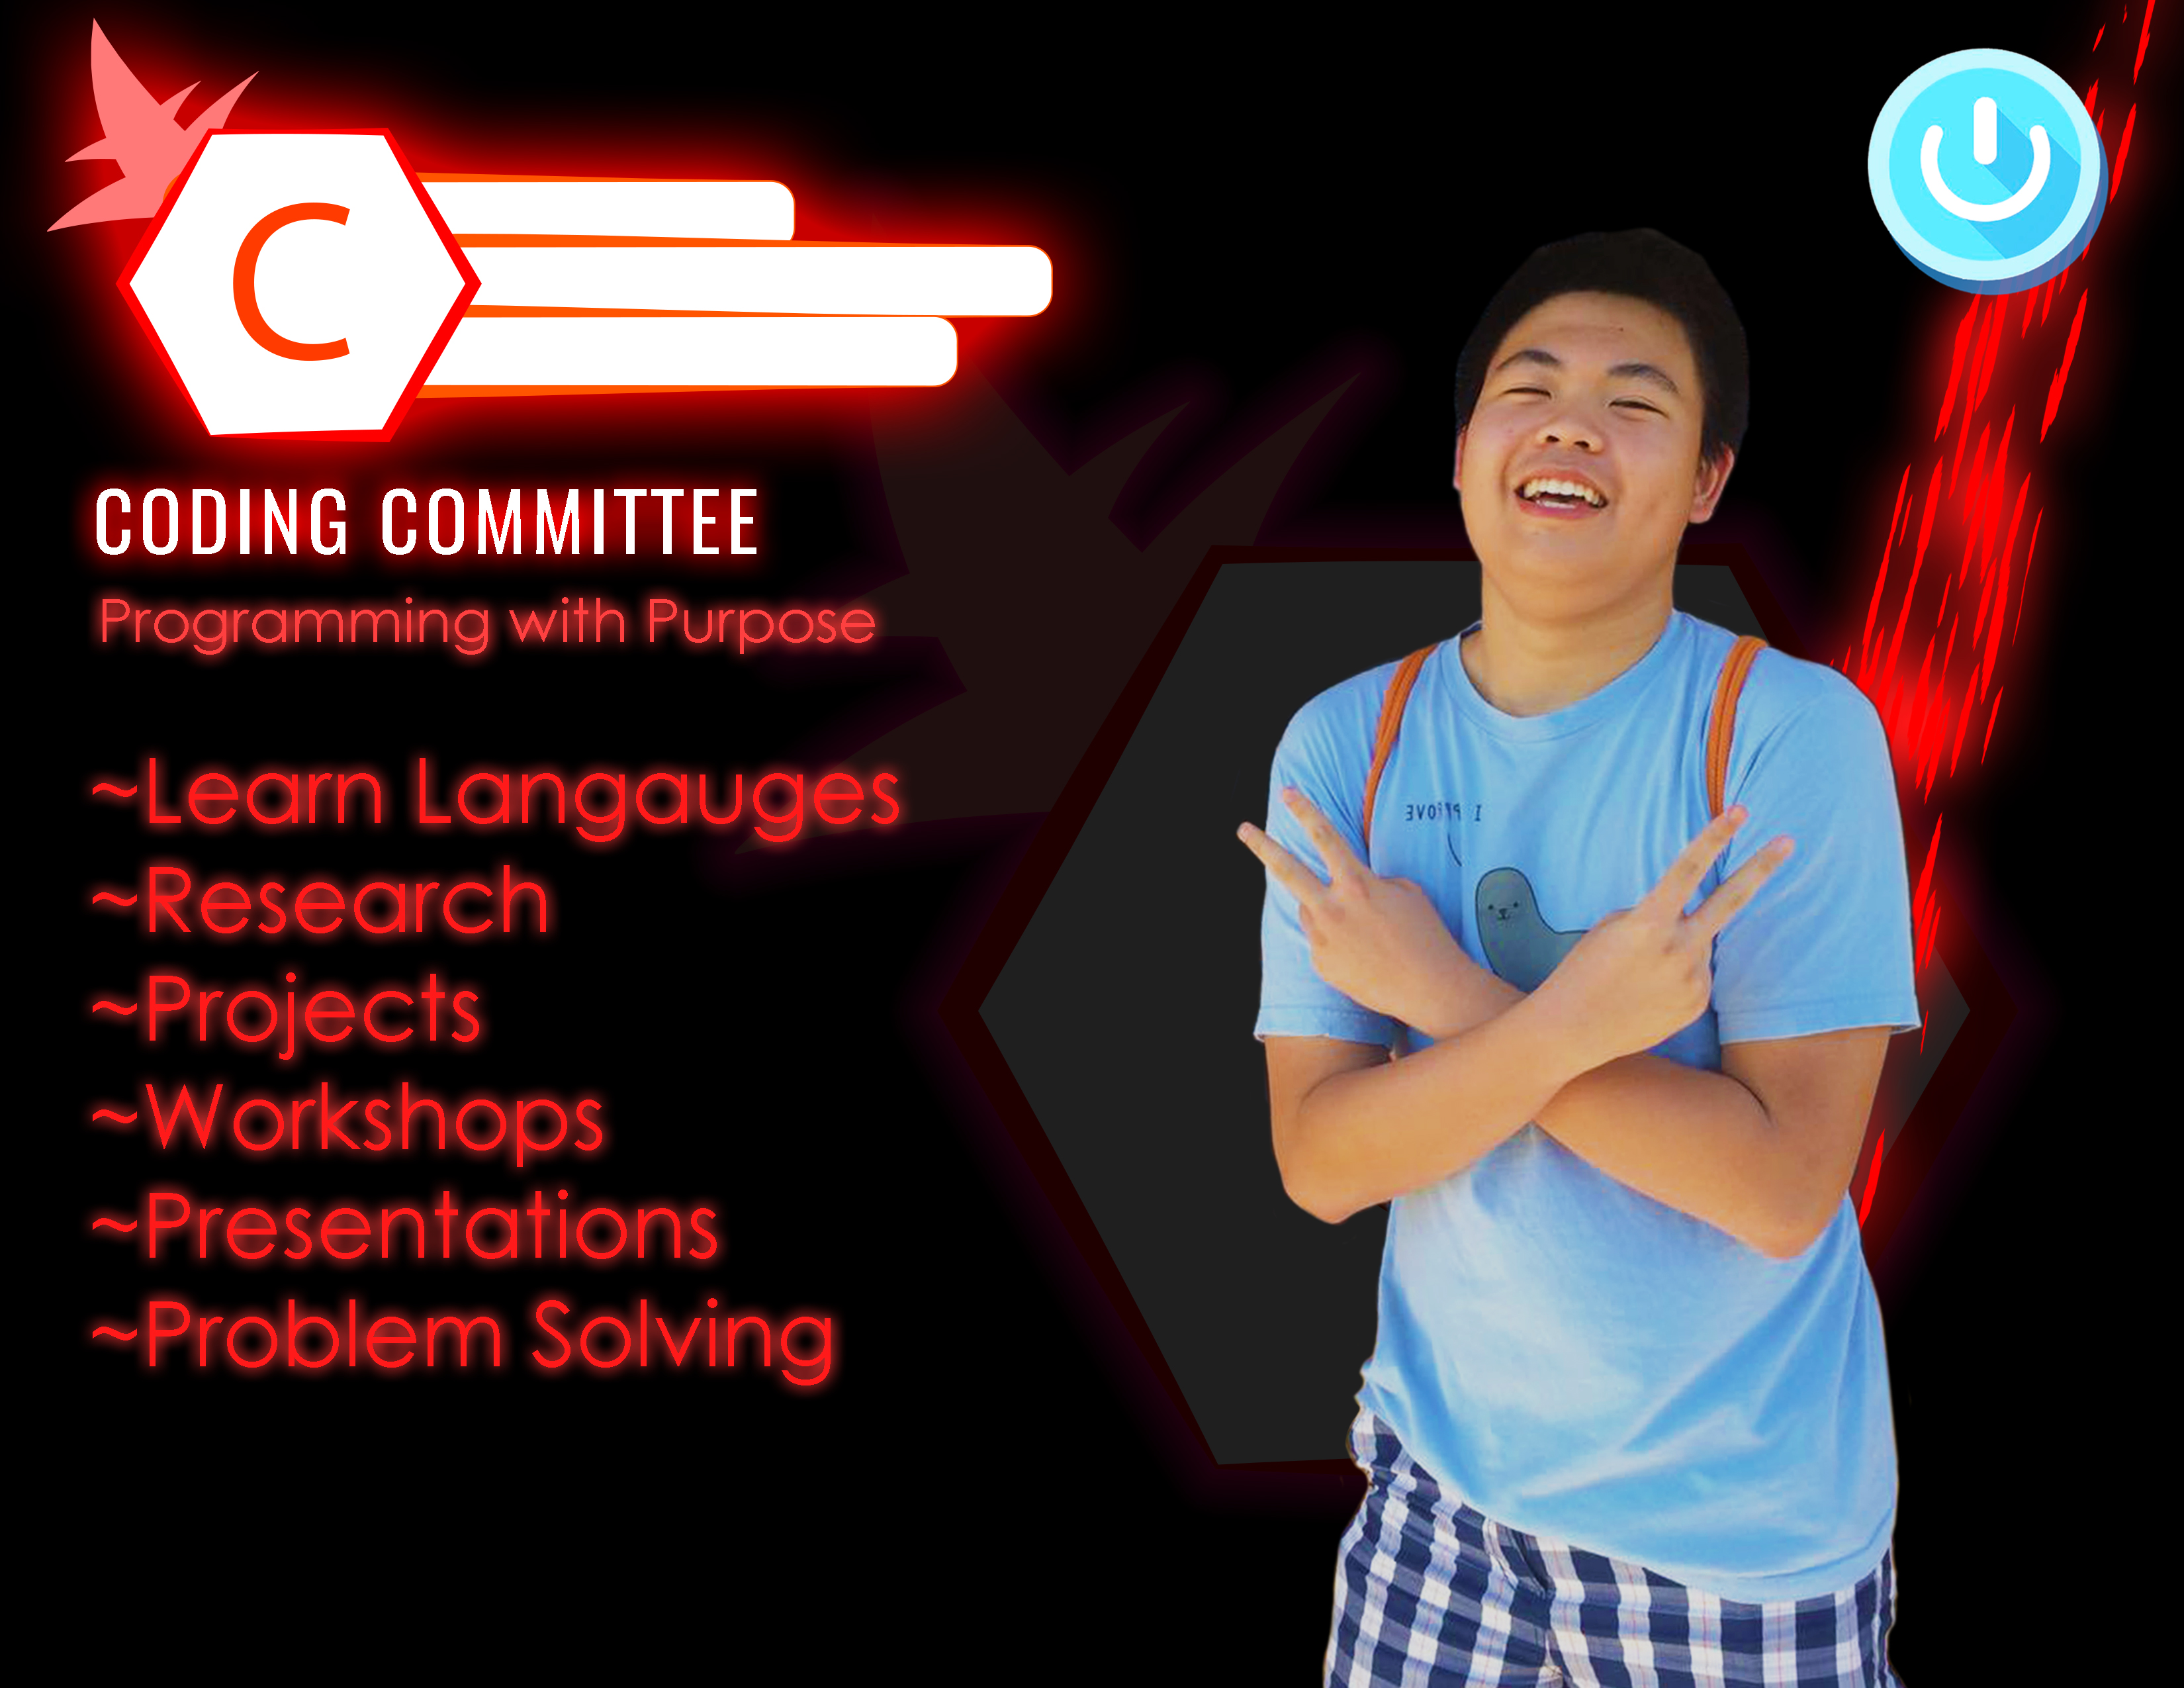 C
CODING COMMITTEE
Programming with Purpose
~Learn Langauges
~Research
~Projects
~Workshops
~Presentations
~Problem Solving
I